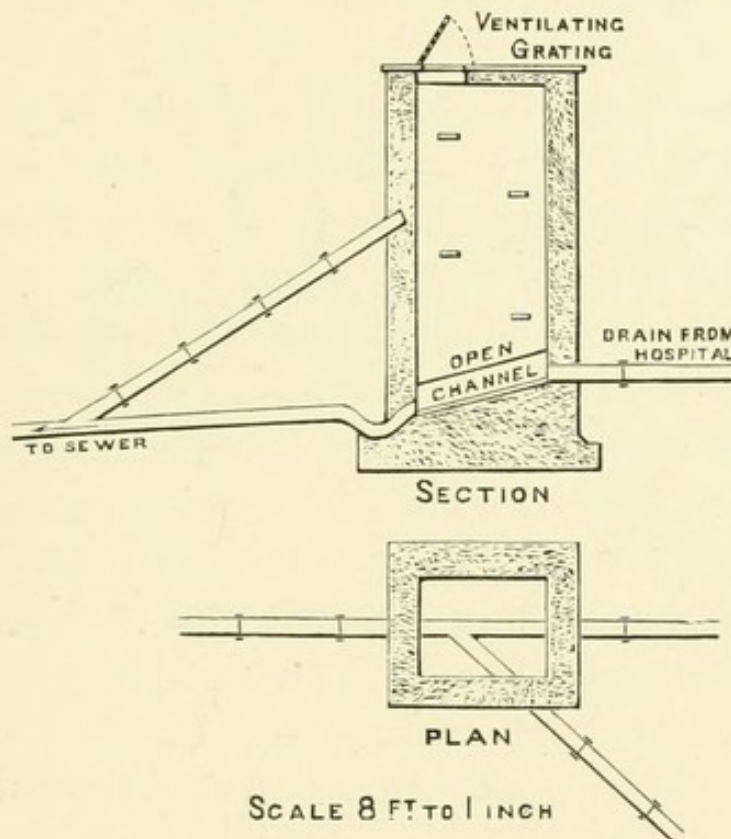 VENTILATING
GRATING
DRAIN FROM
HOSPITAL
OPEN
CHANNEL
TO SEWER
SECTION
PLAN
SCALE 8 FT TO 1 INCH